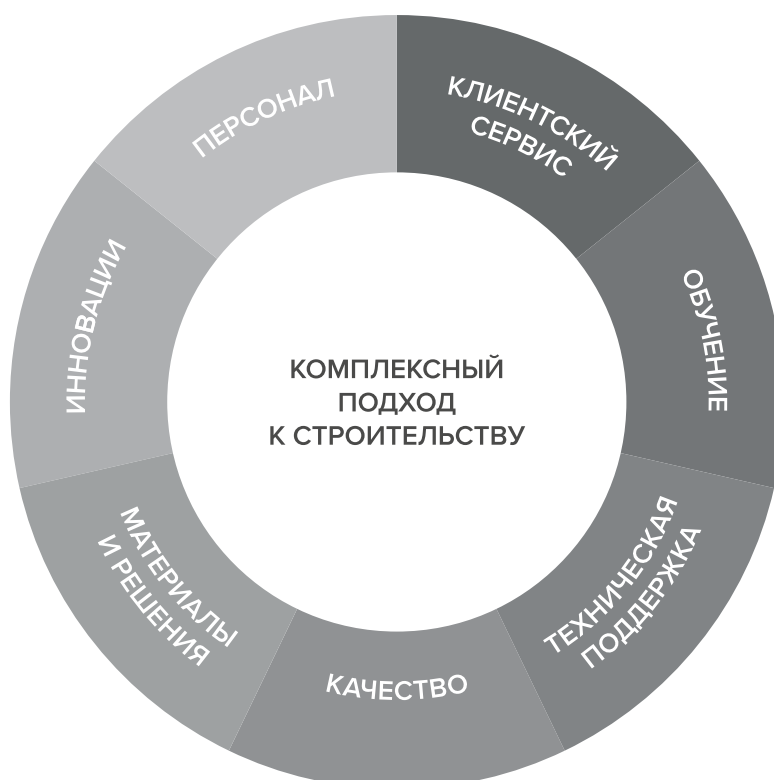 КЛИЕНТСКИЙ
СЕРВИС
ОБУЧЕНИЕ
ТЕХНИЧЕСКАЯ
ПОДДЕРЖКА
КАЧЕСТВО
МАТЕРИАЛЫ
И РЕШЕНИЯ
ИННОВАЦИИ
ПЕРСОНАЛ
КОМПЛЕКСНЫЙ
ПОДХОД
К СТРОИТЕЛЬСТВУ